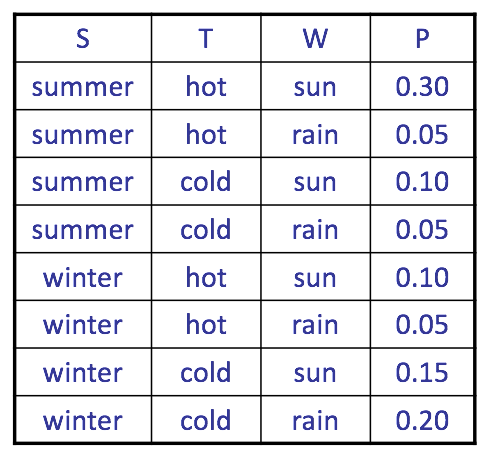 S T W P
summer hot sun 0.30
summer hot rain 0.05
summer cold sun 0.10
summer cold rain 0.05
winter hot sun 0.10
winter hot rain 0.05
winter cold sun 0.15
winter cold rain 0.20